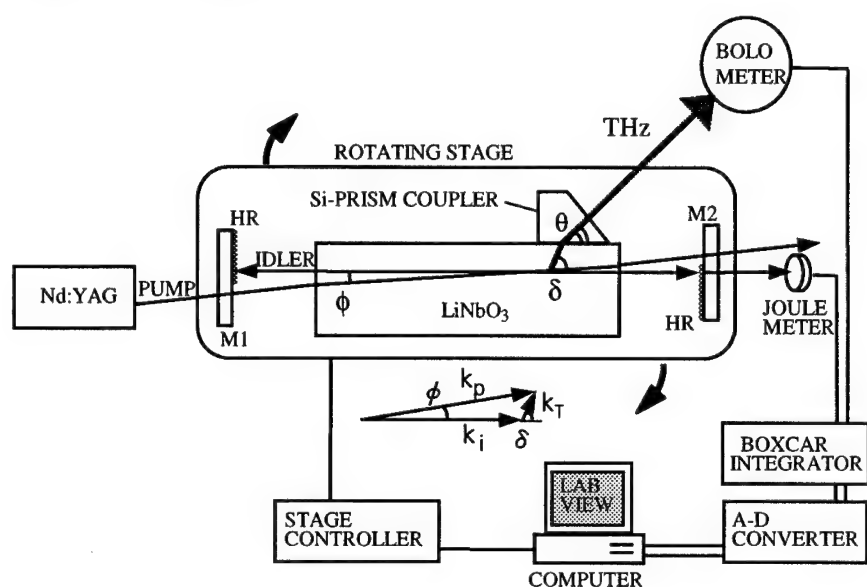 BOLO
METER
THz
ROTATING STAGE
Si-PRISM COUPLER
θ
M2
HR
IDLER
Nd:YAG
PUMP
ϕ
δ
LiNbO₃
M1
HR
JOULE
METER
ϕ
kp
kT
ki
δ
BOXCAR
INTEGRATOR
LAB
VIEW
STAGE
CONTROLLER
A-D
CONVERTER
COMPUTER